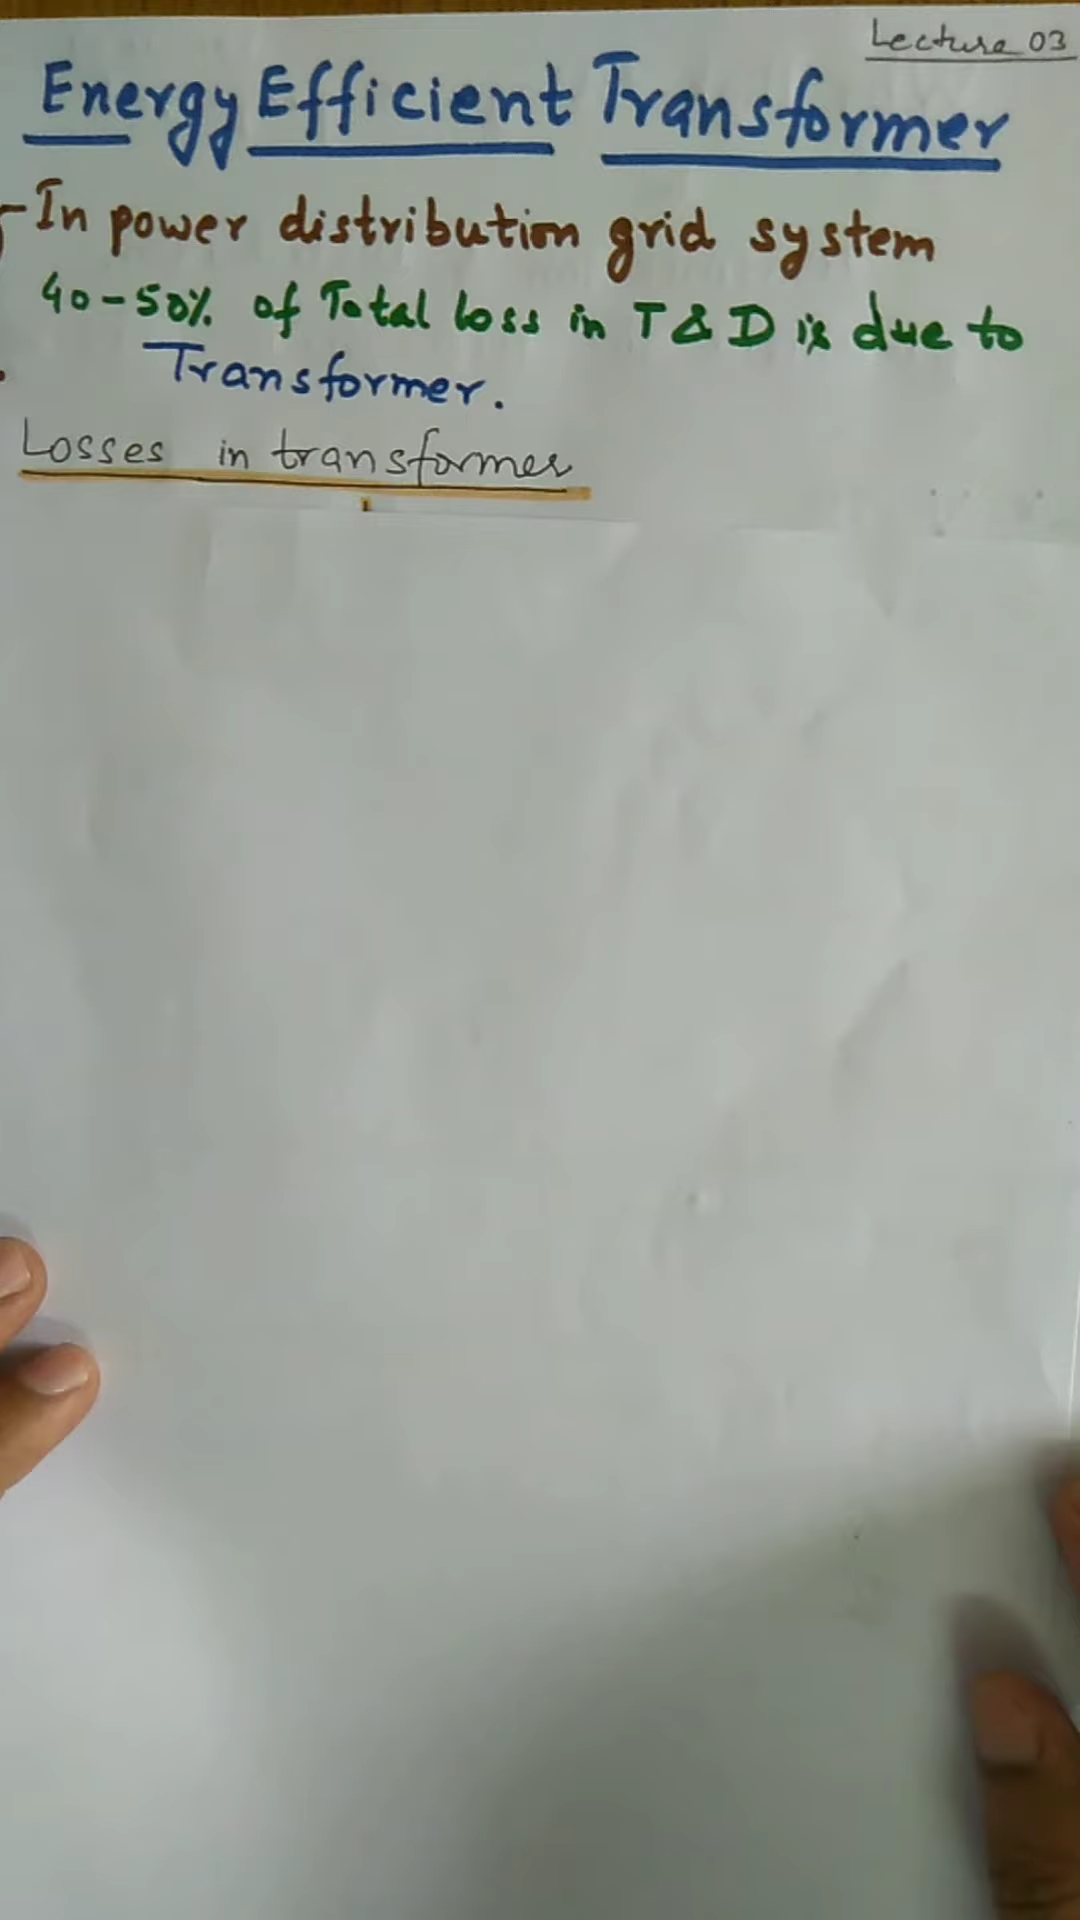 Lecture 03
Energy Efficient Transformer
- In power distribution grid system
40-50% of Total loss in T & D is due to
Transformer.
Losses in transformer